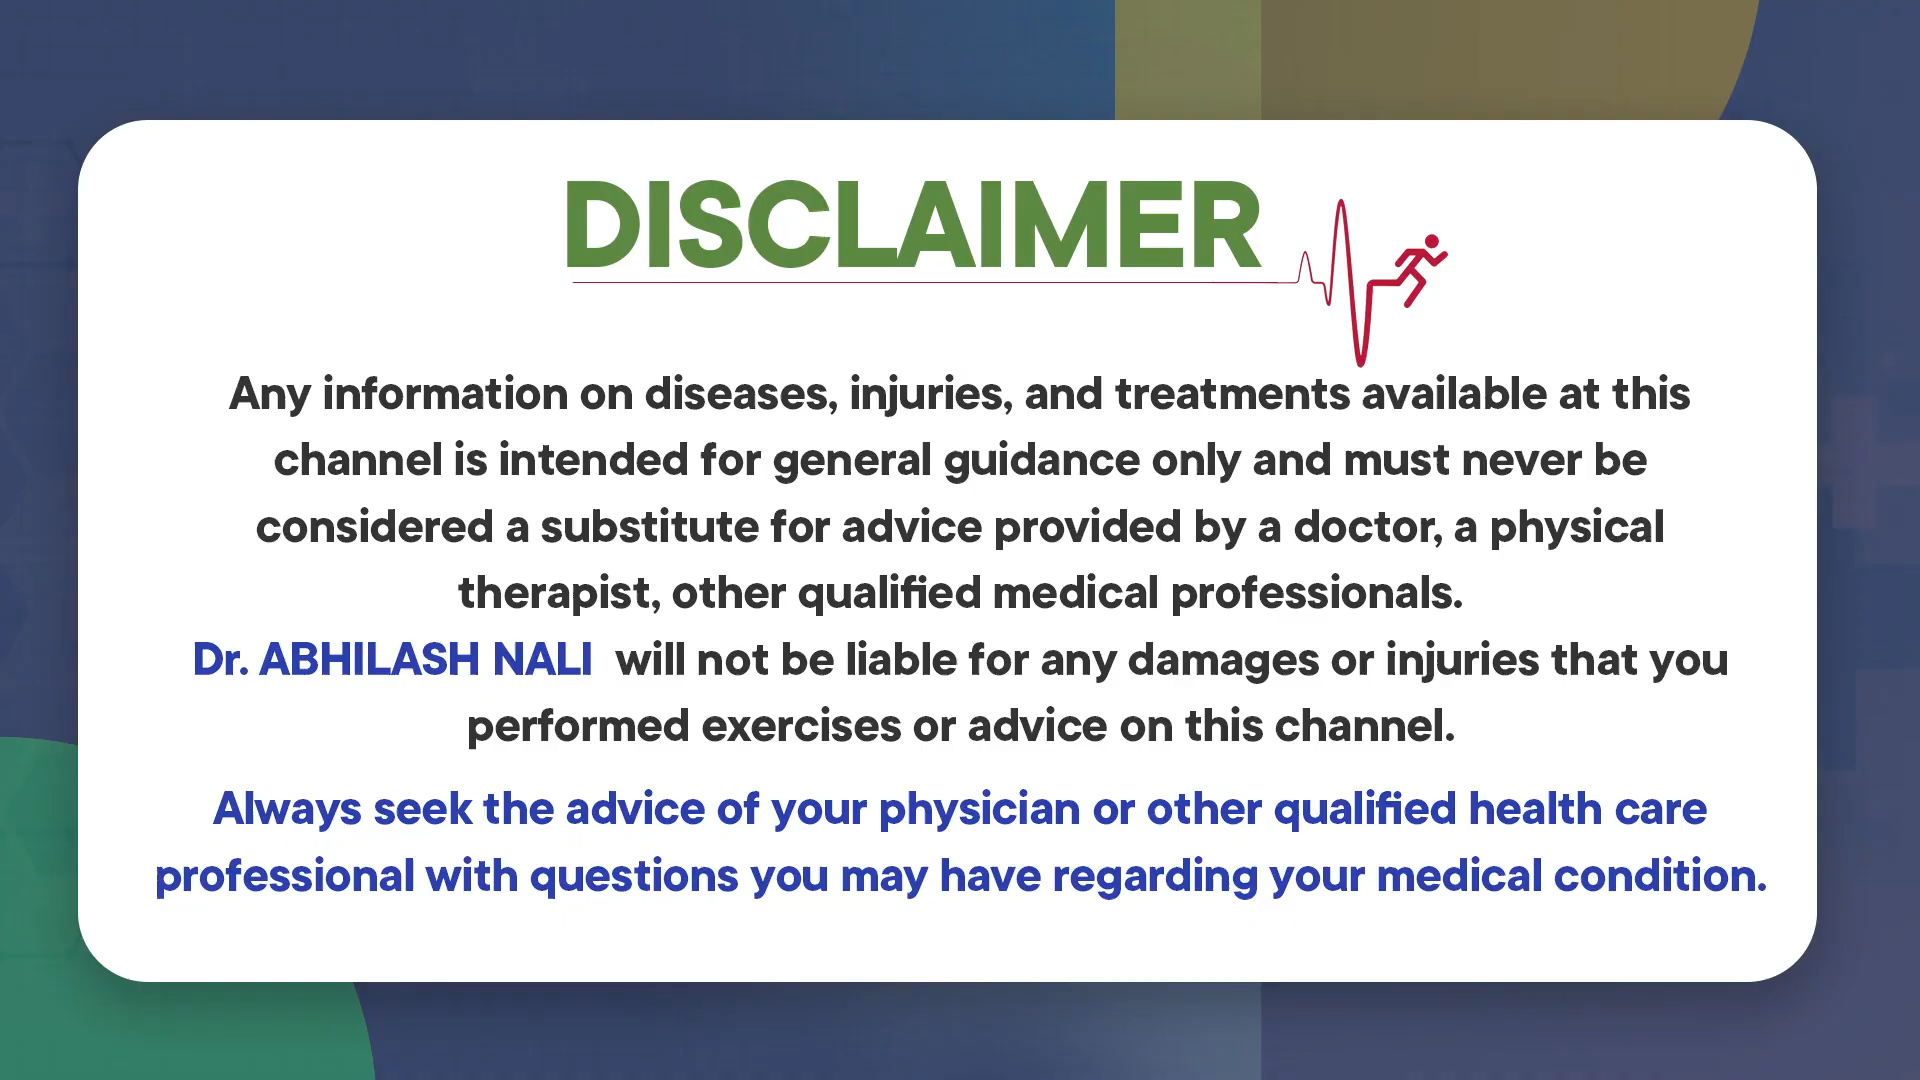 DISCLAIMER
Any information on diseases, injuries, and treatments available at this
channel is intended for general guidance only and must never be
considered a substitute for advice provided by a doctor, a physical
therapist, other qualified medical professionals.
Dr. ABHILASH NALI will not be liable for any damages or injuries that you
performed exercises or advice on this channel.
Always seek the advice of your physician or other qualified health care
professional with questions you may have regarding your medical condition.